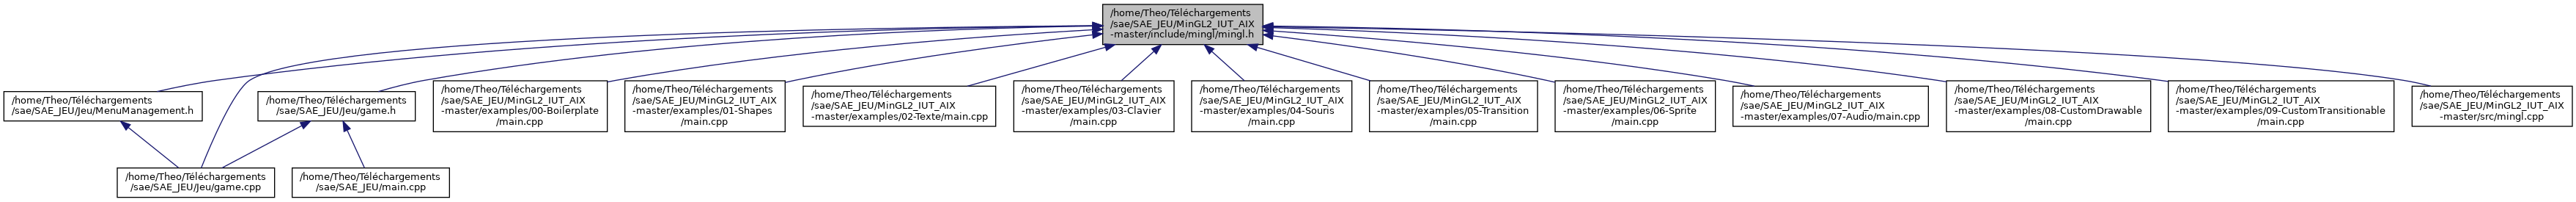 /home/Theo/Téléchargements
/sae/SAE_JEU/MinGL2_IUT_AIX
-master/include/mingl/mingl.h
/home/Theo/Téléchargements
/sae/SAE_JEU/Jeu/MenuManagement.h
/home/Theo/Téléchargements
/sae/SAE_JEU/Jeu/game.h
/home/Theo/Téléchargements
/sae/SAE_JEU/MinGL2_IUT_AIX
-master/examples/00-Boilerplate
/main.cpp
/home/Theo/Téléchargements
/sae/SAE_JEU/MinGL2_IUT_AIX
-master/examples/01-Shapes
/main.cpp
/home/Theo/Téléchargements
/sae/SAE_JEU/MinGL2_IUT_AIX
-master/examples/02-Texte/main.cpp
/home/Theo/Téléchargements
/sae/SAE_JEU/MinGL2_IUT_AIX
-master/examples/03-Clavier
/main.cpp
/home/Theo/Téléchargements
/sae/SAE_JEU/MinGL2_IUT_AIX
-master/examples/04-Souris
/main.cpp
/home/Theo/Téléchargements
/sae/SAE_JEU/MinGL2_IUT_AIX
-master/examples/05-Transition
/main.cpp
/home/Theo/Téléchargements
/sae/SAE_JEU/MinGL2_IUT_AIX
-master/examples/06-Sprite
/main.cpp
/home/Theo/Téléchargements
/sae/SAE_JEU/MinGL2_IUT_AIX
-master/examples/07-Audio/main.cpp
/home/Theo/Téléchargements
/sae/SAE_JEU/MinGL2_IUT_AIX
-master/examples/08-CustomDrawable
/main.cpp
/home/Theo/Téléchargements
/sae/SAE_JEU/MinGL2_IUT_AIX
-master/examples/09-CustomTransitionable
/main.cpp
/home/Theo/Téléchargements
/sae/SAE_JEU/MinGL2_IUT_AIX
-master/src/mingl.cpp
/home/Theo/Téléchargements
/sae/SAE_JEU/Jeu/game.cpp
/home/Theo/Téléchargements
/sae/SAE_JEU/main.cpp